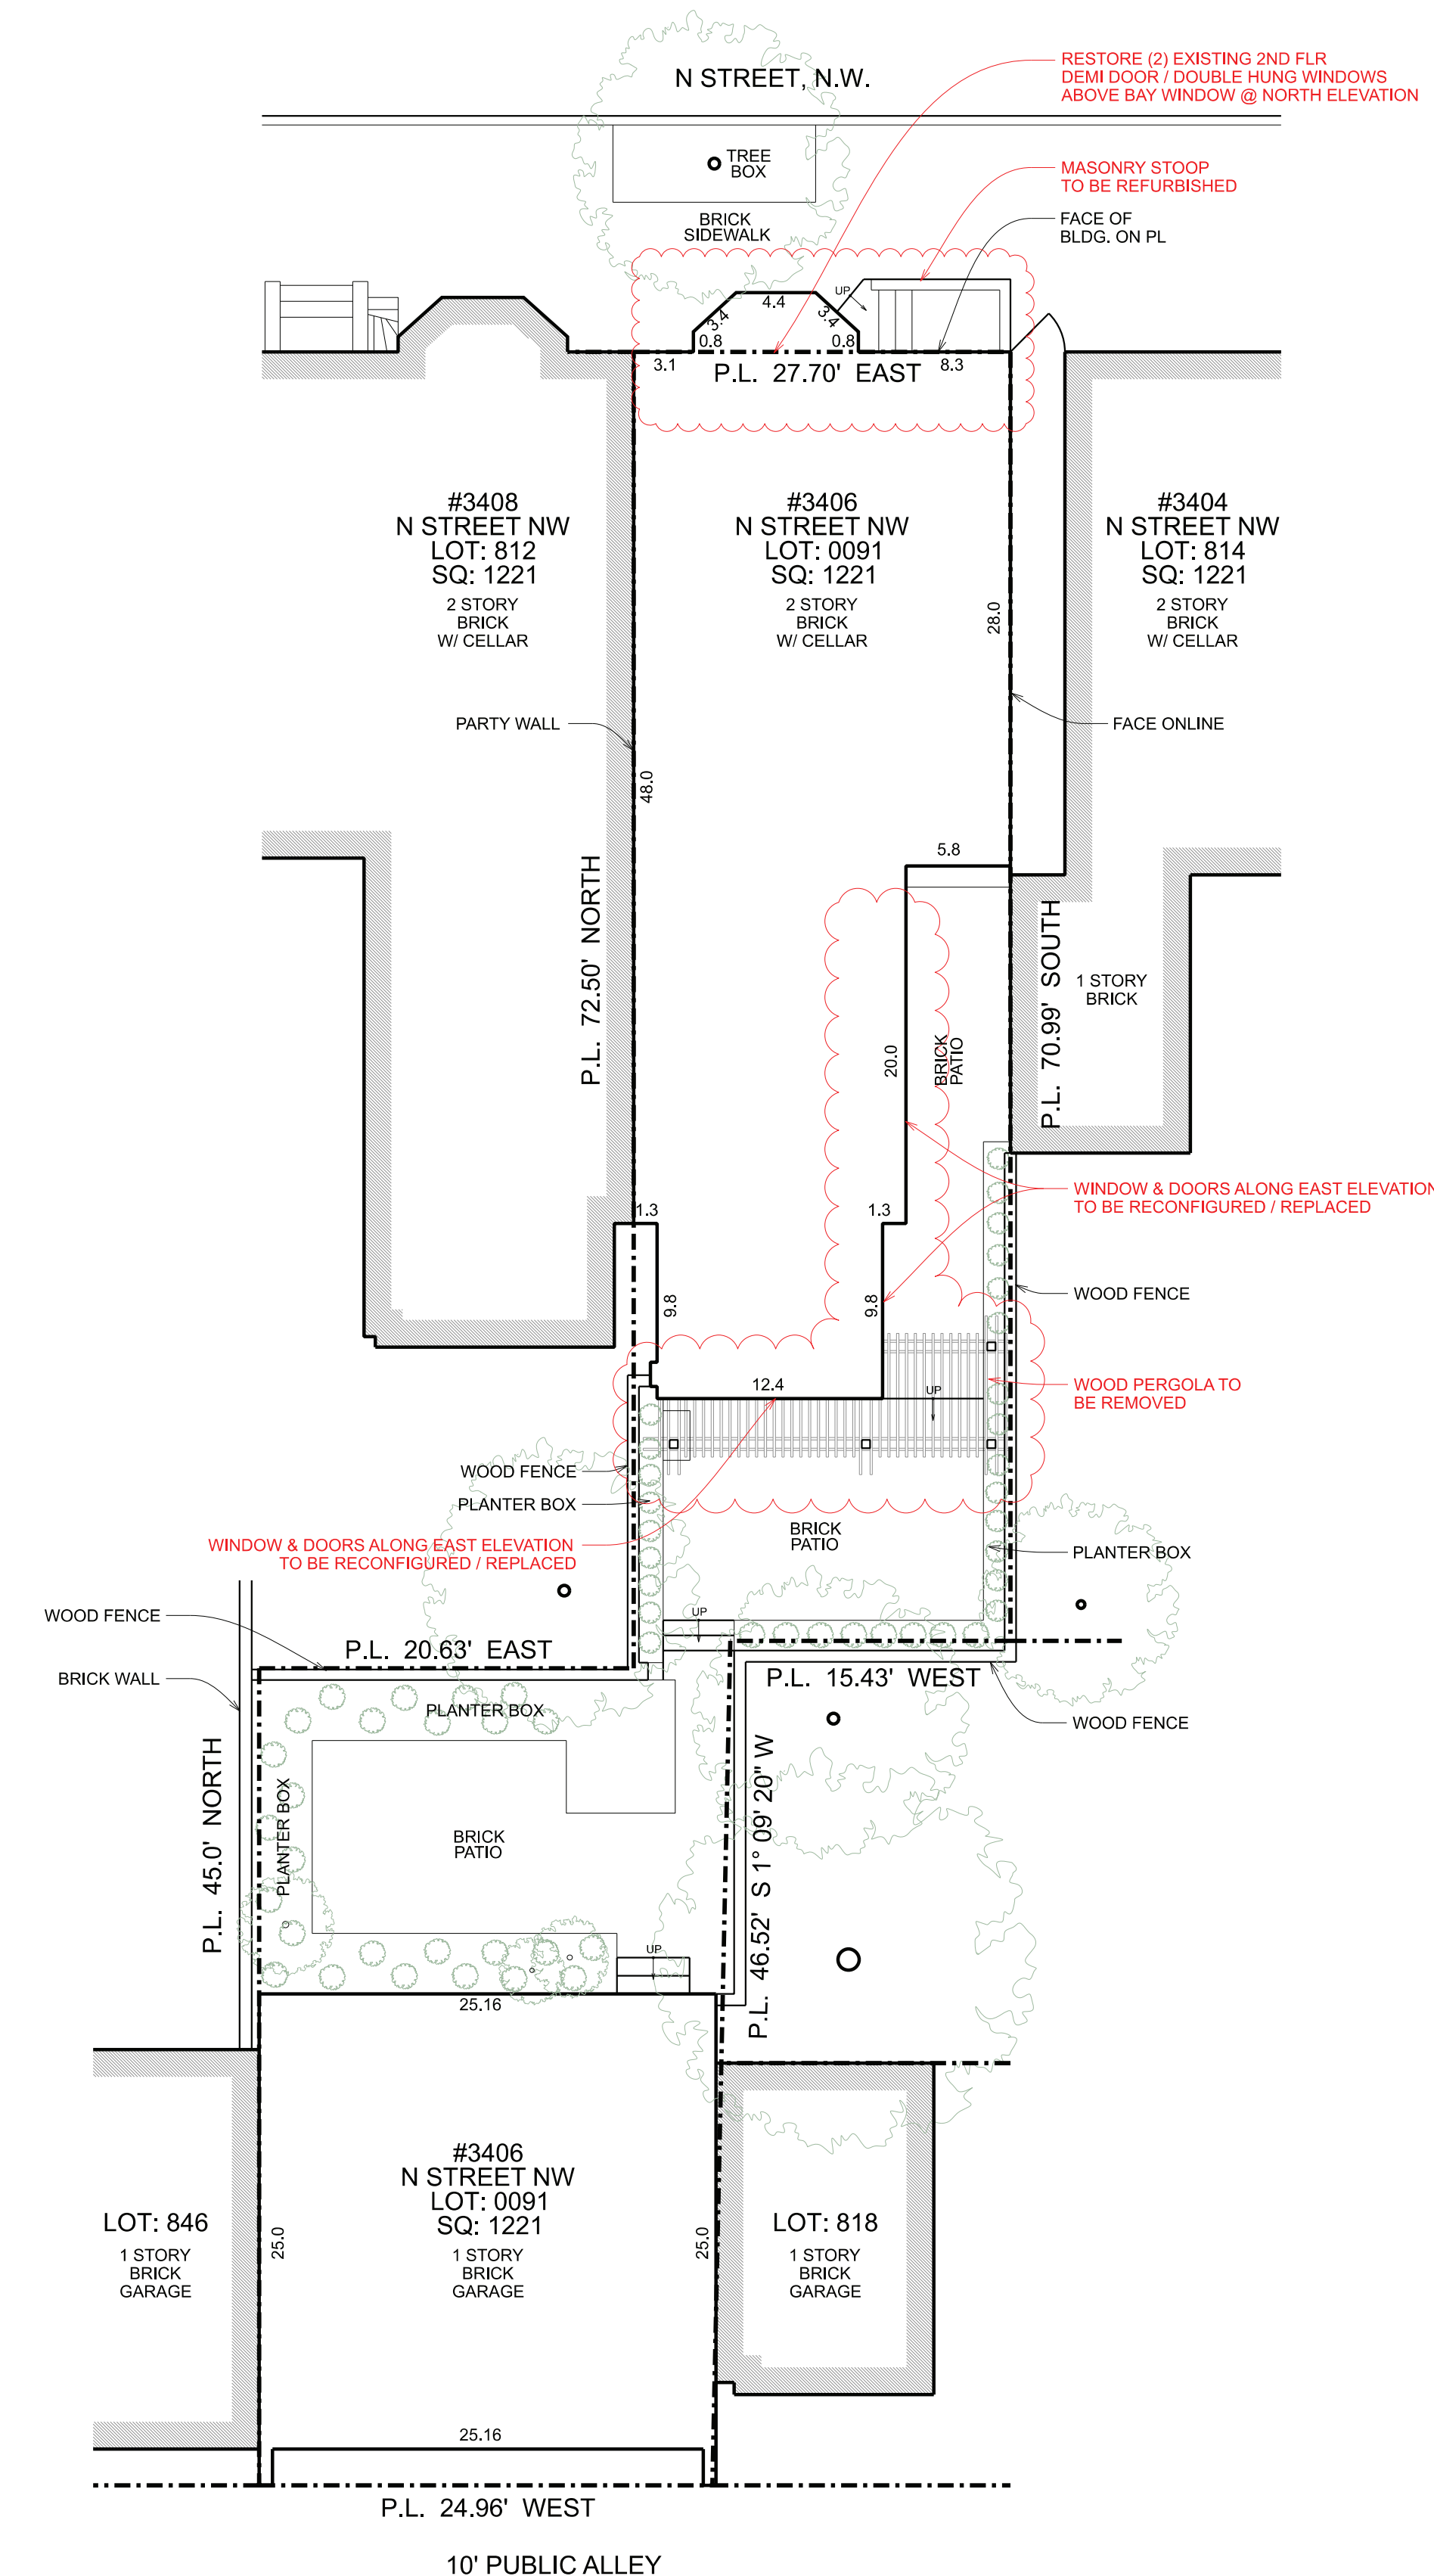 N STREET, N.W.
RESTORE (2) EXISTING 2ND FLR
DEMI DOOR / DOUBLE HUNG WINDOWS
ABOVE BAY WINDOW @ NORTH ELEVATION
TREE
BOX
MASONRY STOOP
TO BE REFURBISHED
BRICK
SIDEWALK
FACE OF
BLDG. ON PL
UP
4.4
3.4
3.4
0.8
0.8
3.1
P.L. 27.70' EAST
8.3
#3408
N STREET NW
LOT: 812
SQ: 1221
2 STORY
BRICK
W/ CELLAR
#3406
N STREET NW
LOT: 0091
SQ: 1221
2 STORY
BRICK
W/ CELLAR
#3404
N STREET NW
LOT: 814
SQ: 1221
2 STORY
BRICK
W/ CELLAR
28.0
PARTY WALL
FACE ONLINE
48.0
5.8
P.L. 72.50' NORTH
P.L. 70.99' SOUTH
1 STORY
BRICK
20.0
BRICK
PATIO
WINDOW & DOORS ALONG EAST ELEVATION
TO BE RECONFIGURED / REPLACED
1.3
1.3
WOOD FENCE
9.8
9.8
12.4
UP
WOOD PERGOLA TO
BE REMOVED
WOOD FENCE
PLANTER BOX
WINDOW & DOORS ALONG EAST ELEVATION
TO BE RECONFIGURED / REPLACED
BRICK
PATIO
PLANTER BOX
WOOD FENCE
UP
P.L. 20.63' EAST
BRICK WALL
P.L. 15.43' WEST
PLANTER BOX
WOOD FENCE
P.L. 45.0' NORTH
PLANTER BOX
BRICK
PATIO
P.L. 46.52' S 1° 09' 20" W
UP
25.16
#3406
N STREET NW
LOT: 0091
SQ: 1221
1 STORY
BRICK
GARAGE
LOT: 846
1 STORY
BRICK
GARAGE
25.0
25.0
LOT: 818
1 STORY
BRICK
GARAGE
25.16
P.L. 24.96' WEST
10' PUBLIC ALLEY